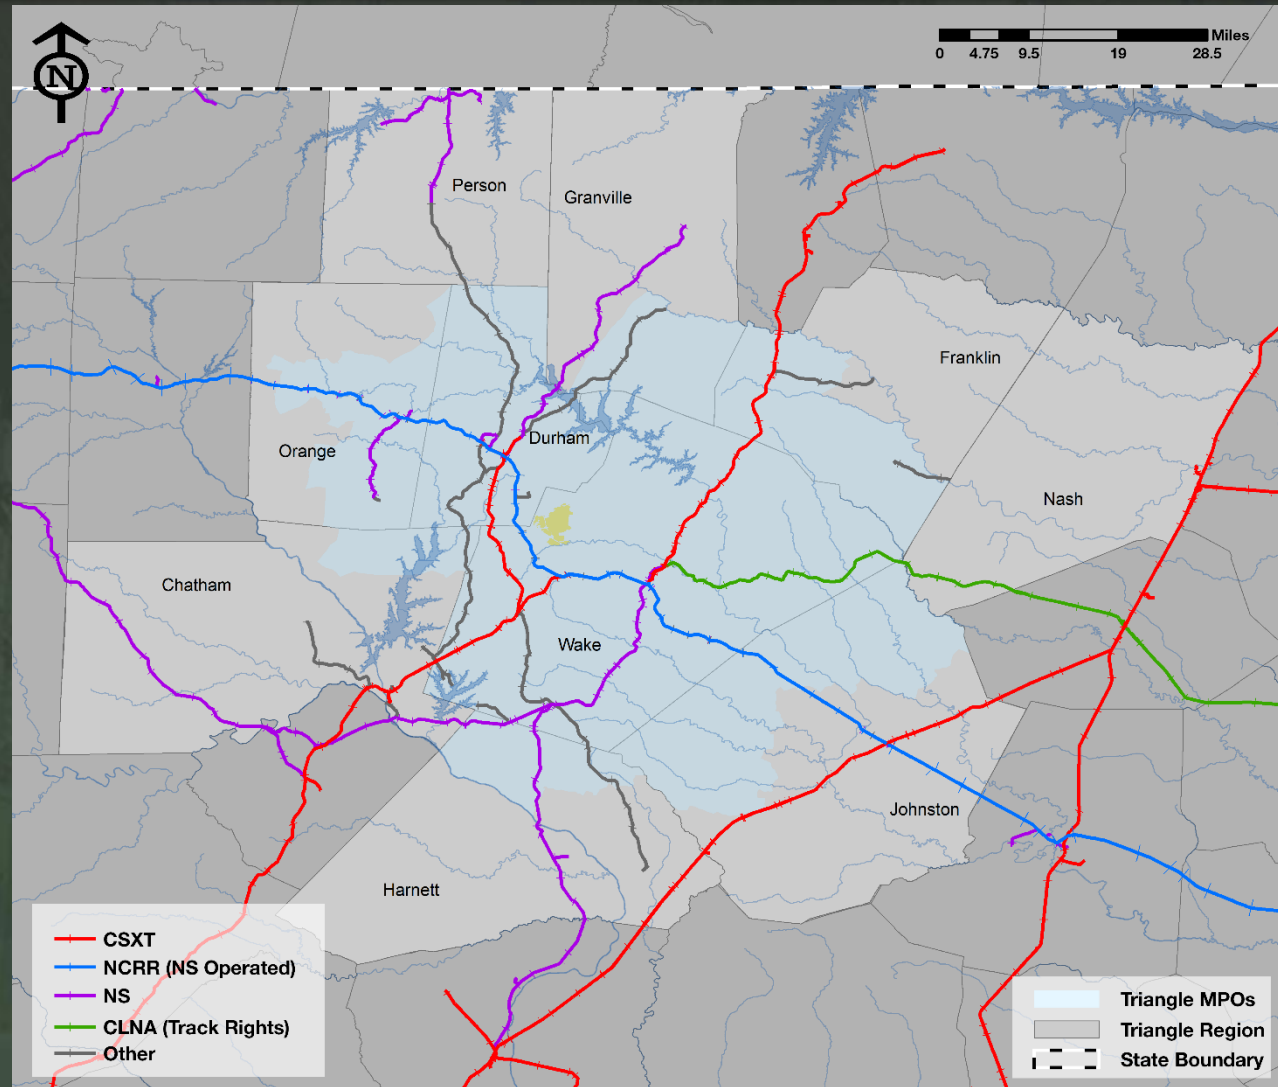 N
Miles
0 4.75 9.5 19 28.5
Person
Granville
Franklin
Durham
Orange
Nash
Chatham
Wake
Johnston
Harnett
CSXT
NCRR (NS Operated)
NS
CLNA (Track Rights)
Other
Triangle MPOs
Triangle Region
State Boundary